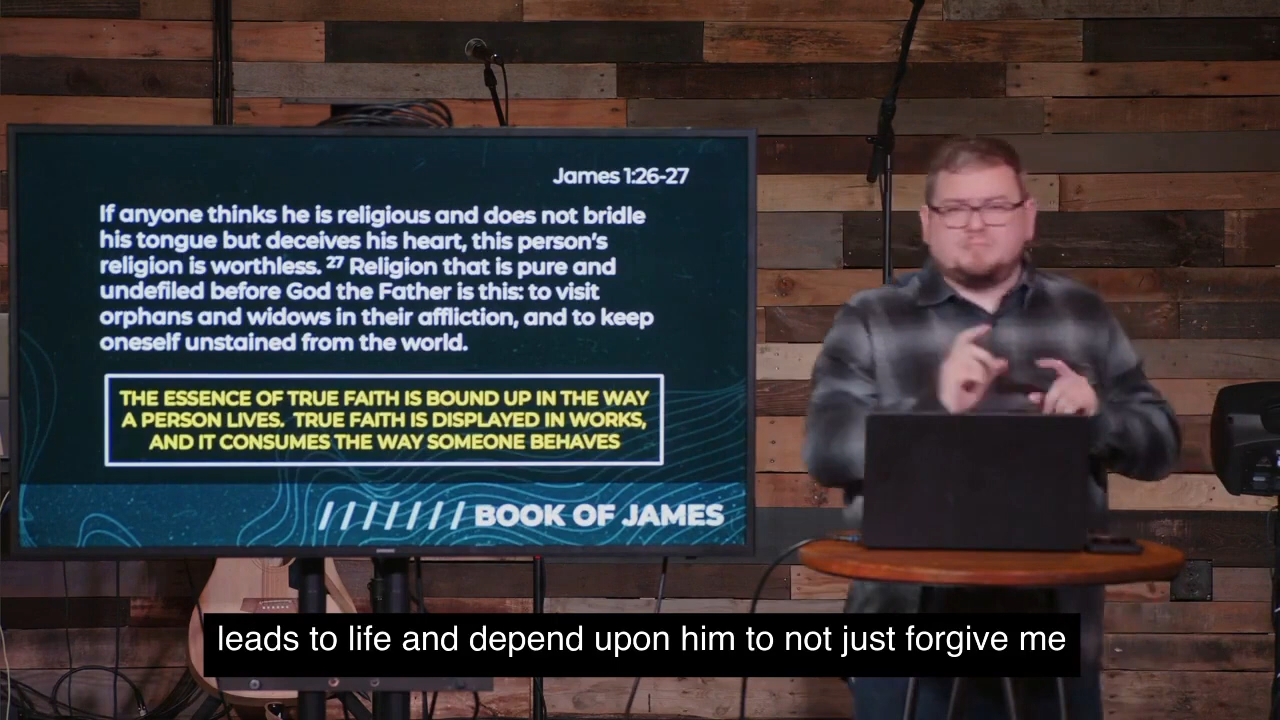 James 1:26-27
If anyone thinks he is religious and does not bridle
his tongue but deceives his heart, this person's
religion is worthless. ²⁷ Religion that is pure and
undefiled before God the Father is this: to visit
orphans and widows in their affliction, and to keep
oneself unstained from the world.
THE ESSENCE OF TRUE FAITH IS BOUND UP IN THE WAY
A PERSON LIVES. TRUE FAITH IS DISPLAYED IN WORKS,
AND IT CONSUMES THE WAY SOMEONE BEHAVES
/////// BOOK OF JAMES
leads to life and depend upon him to not just forgive me